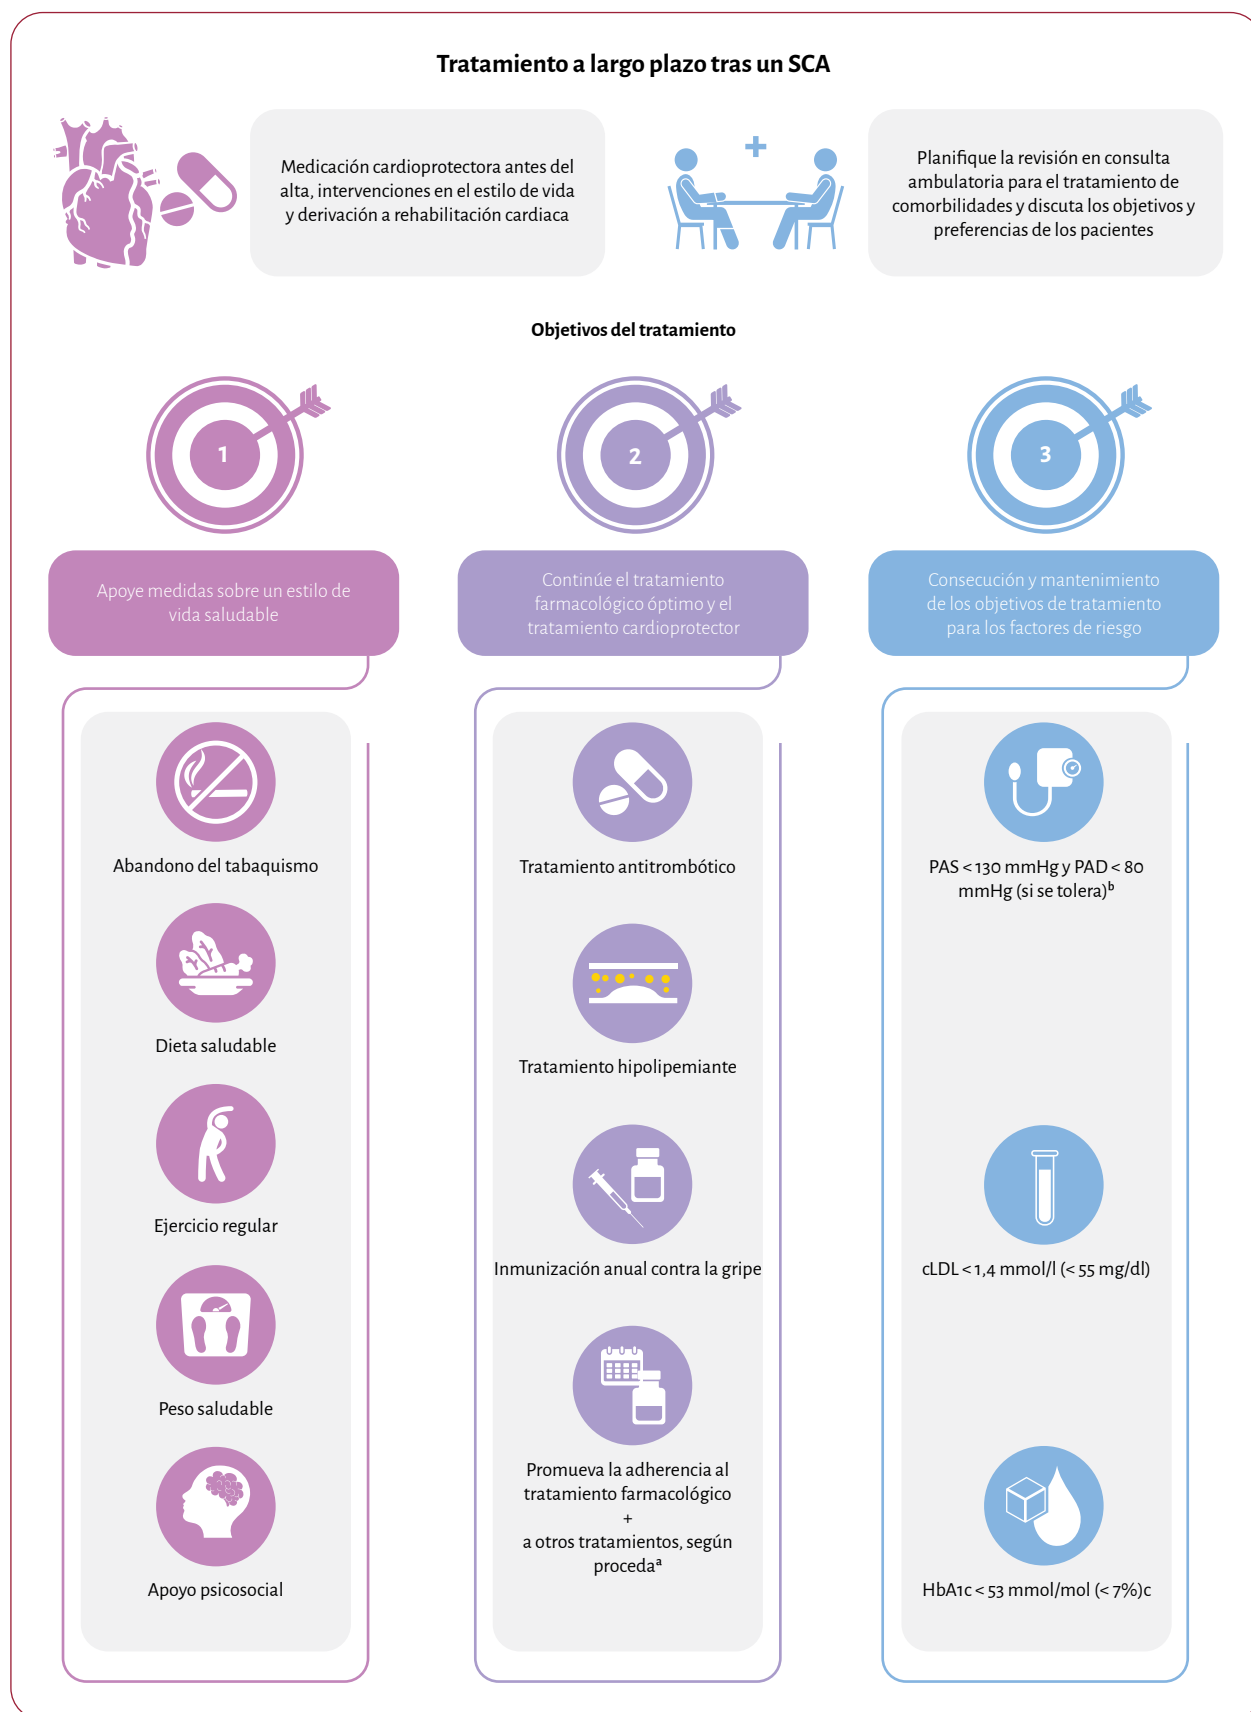 Tratamiento a largo plazo tras un SCA
Medicación cardioprotectora antes del
alta, intervenciones en el estilo de vida
y derivación a rehabilitación cardiaca
Planifique la revisión en consulta
ambulatoria para el tratamiento de
comorbilidades y discuta los objetivos y
preferencias de los pacientes
Objetivos del tratamiento
1
Apoye medidas sobre un estilo de
vida saludable
Abandono del tabaquismo
Dieta saludable
Ejercicio regular
Peso saludable
Apoyo psicosocial
2
Continúe el tratamiento
farmacológico óptimo y el
tratamiento cardioprotector
Tratamiento antitrombótico
Tratamiento hipolipemiante
Inmunización anual contra la gripe
Promueva la adherencia al
tratamiento farmacológico
+
a otros tratamientos, según
procedaᵃ
3
Consecución y mantenimiento
de los objetivos de tratamiento
para los factores de riesgo
PAS < 130 mmHg y PAD < 80
mmHg (si se tolera)ᵇ
cLDL < 1,4 mmol/l (< 55 mg/dl)
HbA1c < 53 mmol/mol (< 7%)c